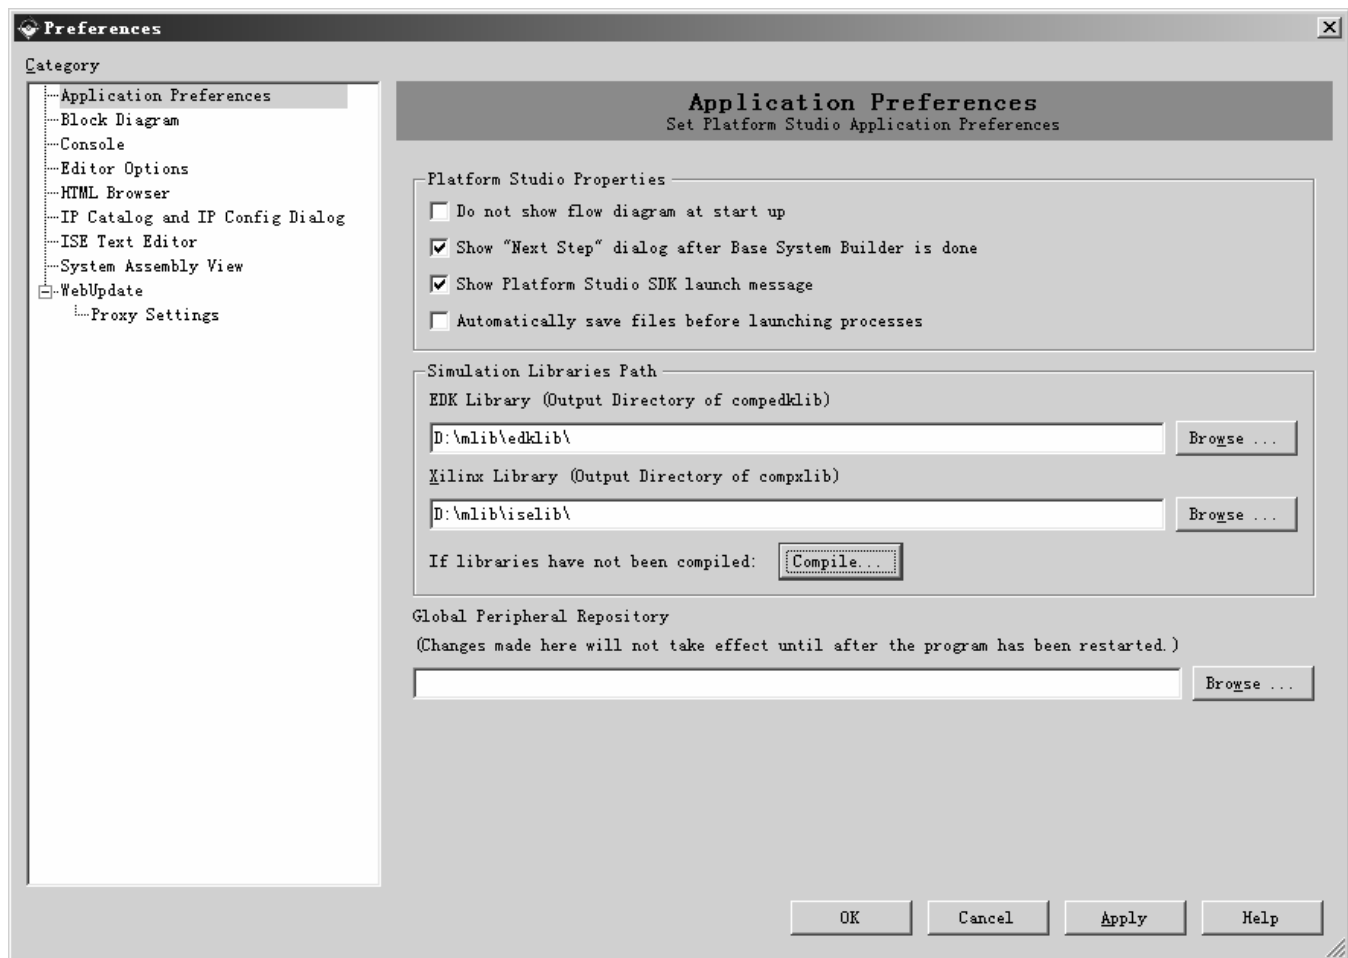 Preferences
Category
Application Preferences
Block Diagram
Console
Editor Options
HTML Browser
IP Catalog and IP Config Dialog
ISE Text Editor
System Assembly View
WebUpdate
Proxy Settings
Application Preferences
Set Platform Studio Application Preferences
Platform Studio Properties
Do not show flow diagram at start up
Show "Next Step" dialog after Base System Builder is done
Show Platform Studio SDK launch message
Automatically save files before launching processes
Simulation Libraries Path
EDK Library (Output Directory of compedklib)
D:\mlib\edklib\
Browse ...
Xilinx Library (Output Directory of compxlib)
D:\mlib\iselib\
Browse ...
If libraries have not been compiled:
Compile...
Global Peripheral Repository
(Changes made here will not take effect until after the program has been restarted.)
Browse ...
OK
Cancel
Apply
Help